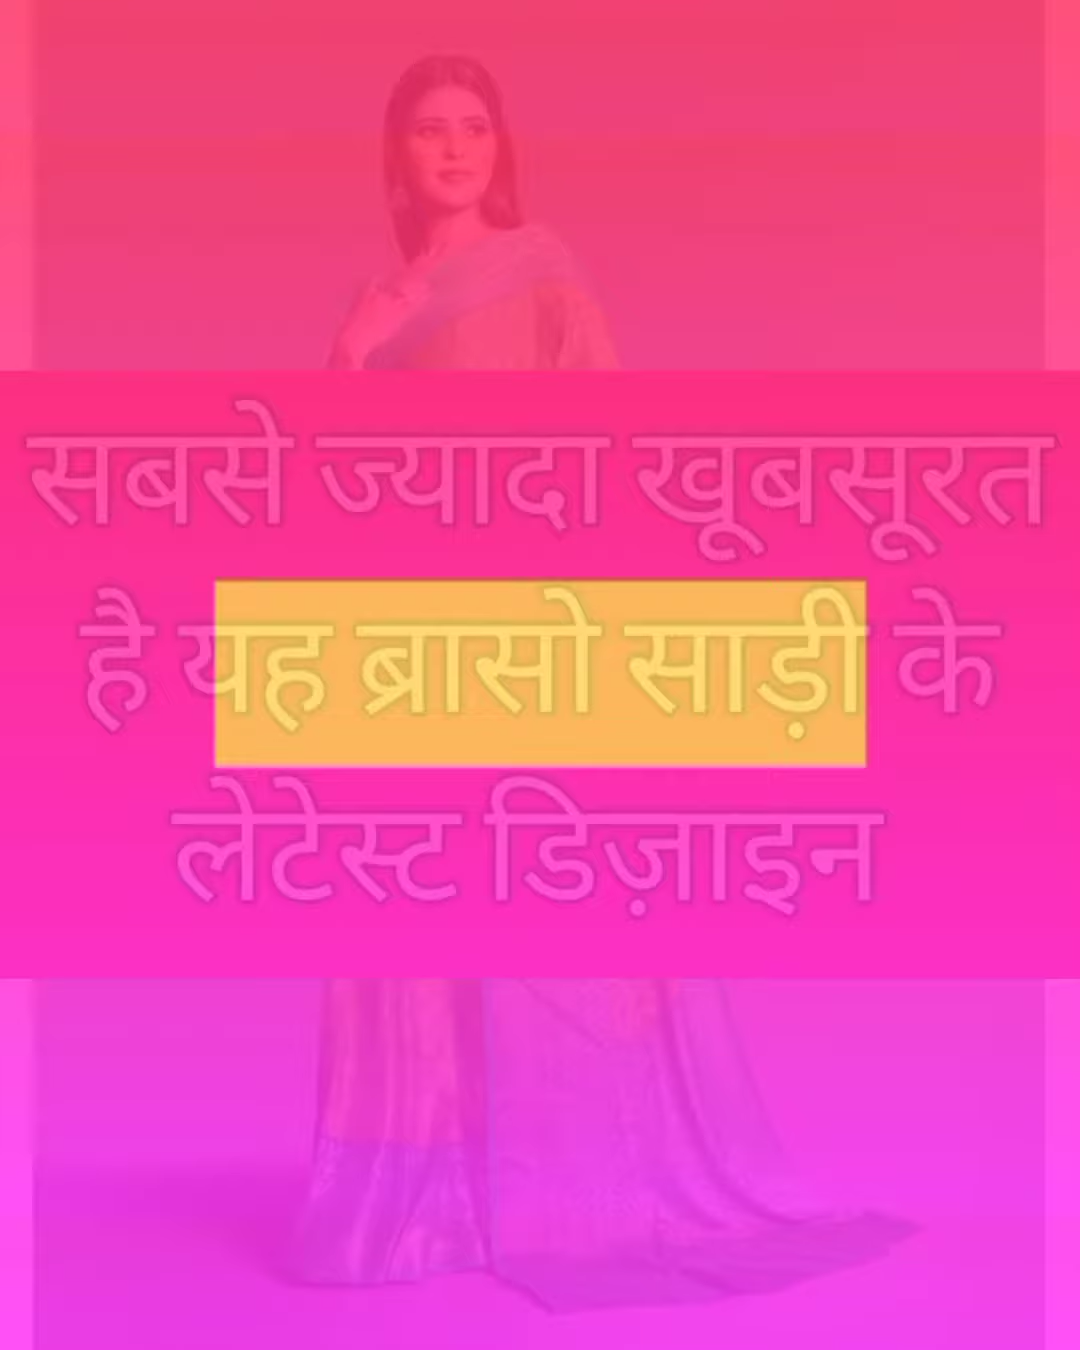 सबसे ज्यादा खूबसूरत
है यह ब्रासो साड़ी के
लेटेस्ट डिज़ाइन